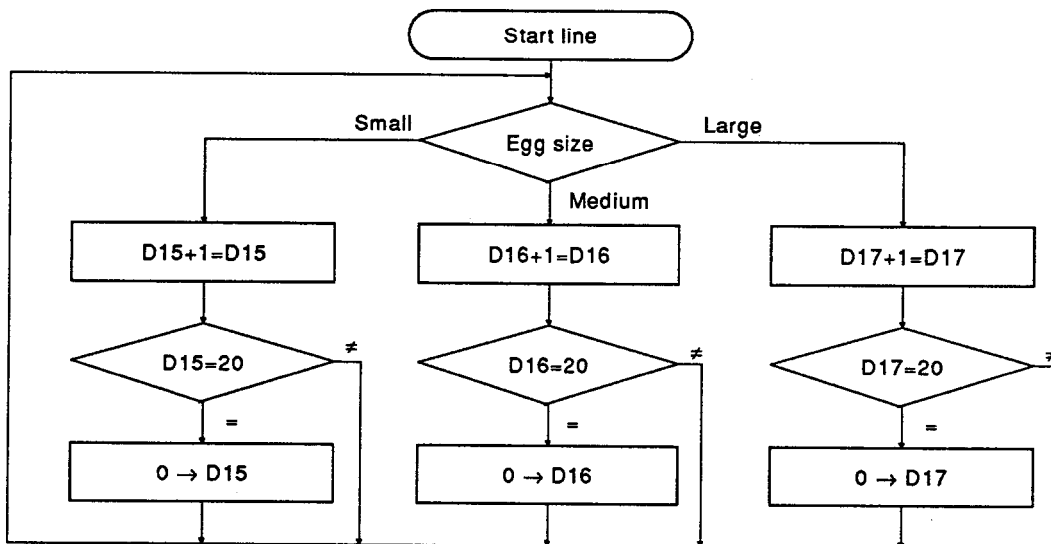 Start line
Small
Egg size
Large
Medium
D15+1=D15
D16+1=D16
D17+1=D17
D15=20
≠
D16=20
≠
D17=20
≠
=
=
=
0 → D15
0 → D16
0 → D17